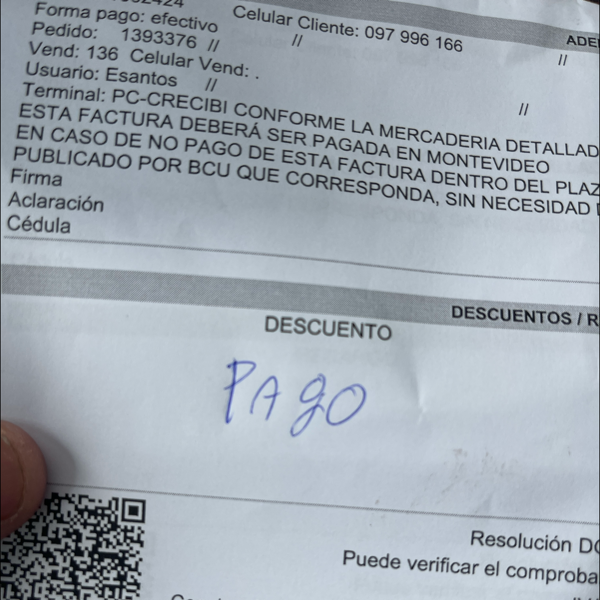 Forma pago: efectivo
Celular Cliente: 097 996 166
Pedido: 1393376 // // //
Vend: 136 Celular Vend: .
Usuario: Esantos // //
Terminal: PC-CRECIBI CONFORME LA MERCADERIA DETALLAD
ESTA FACTURA DEBERÁ SER PAGADA EN MONTEVIDEO
EN CASO DE NO PAGO DE ESTA FACTURA DENTRO DEL PLAZ
PUBLICADO POR BCU QUE CORRESPONDA, SIN NECESIDAD
Firma
Aclaración
Cédula
DESCUENTOS / R
DESCUENTO
PAgO
Resolución DG
Puede verificar el comproba